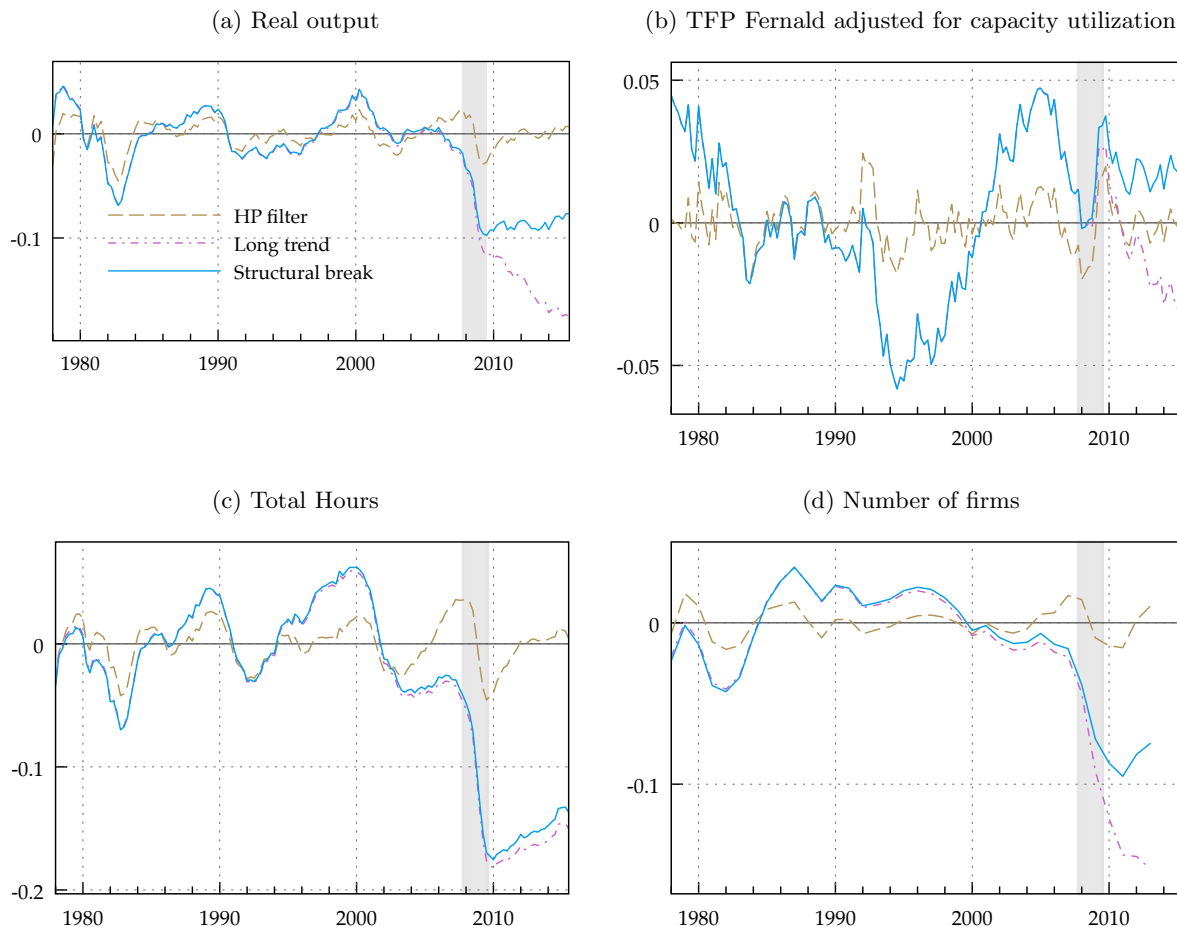 (a) Real output
0
-0.1
HP filter
Long trend
Structural break
1980 1990 2000 2010
(b) TFP Fernald adjusted for capacity utilization
0.05
0
-0.05
1980 1990 2000 2010
(c) Total Hours
0
-0.1
-0.2
1980 1990 2000 2010
(d) Number of firms
0
-0.1
1980 1990 2000 2010